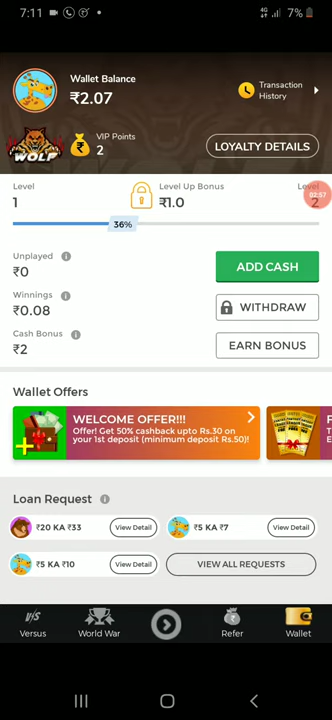 7:11
4G
7%
Wallet Balance
₹2.07
Transaction
History
WOLF
VIP Points
2
LOYALTY DETAILS
Level
1
Level Up Bonus
₹1.0
Level
2
02:57
36%
Unplayed
₹0
ADD CASH
Winnings
₹0.08
WITHDRAW
Cash Bonus
₹2
EARN BONUS
Wallet Offers
WELCOME OFFER!!!
Offer! Get 50% cashback upto Rs.30 on
your 1st deposit (minimum deposit Rs.50)!
Loan Request
₹20 KA ₹33
View Detail
₹5 KA ₹7
View Detail
₹5 KA ₹10
View Detail
VIEW ALL REQUESTS
V/S
Versus
World War
Refer
Wallet